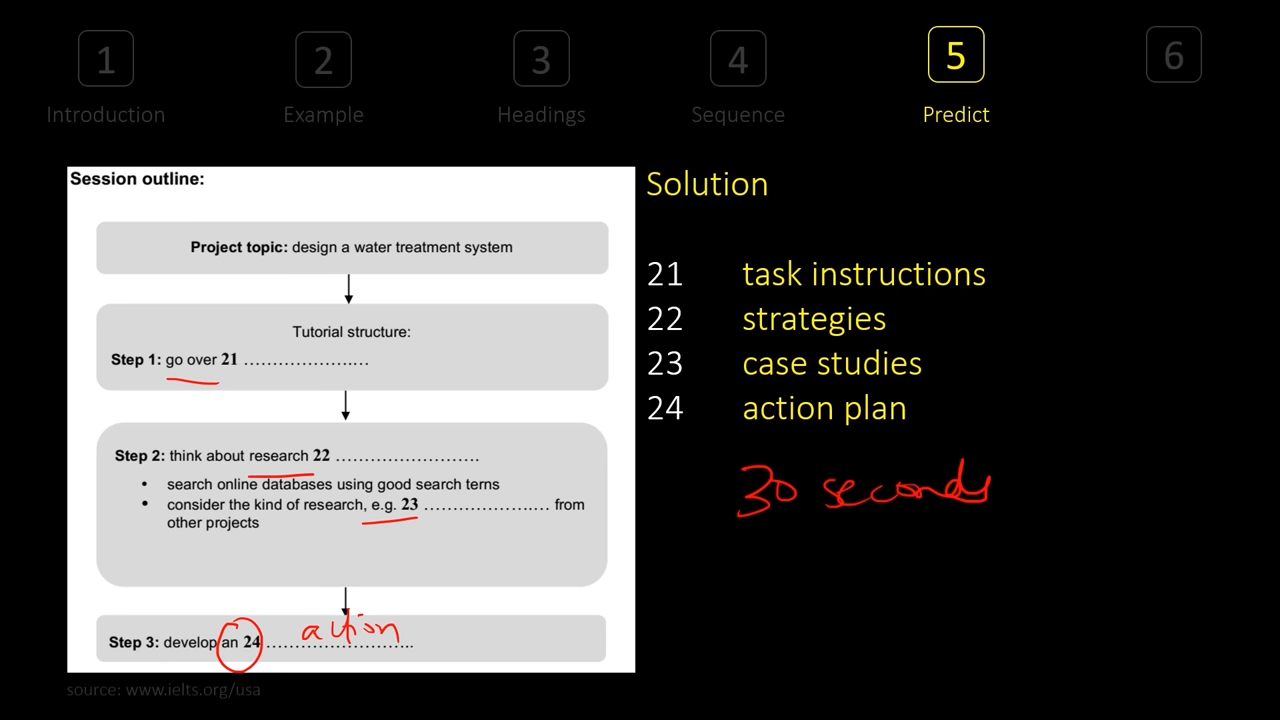 1 2 3 4 5 6
Introduction Example Headings Sequence Predict
Session outline:
Project topic: design a water treatment system
Tutorial structure:
Step 1: go over 21 .......................
Step 2: think about research 22 .........................
• search online databases using good search terns
• consider the kind of research, e.g. 23 ....................... from
other projects
Step 3: develop an 24 ..........................
action
Solution
21 task instructions
22 strategies
23 case studies
24 action plan
30 seconds
source: www.ielts.org/usa